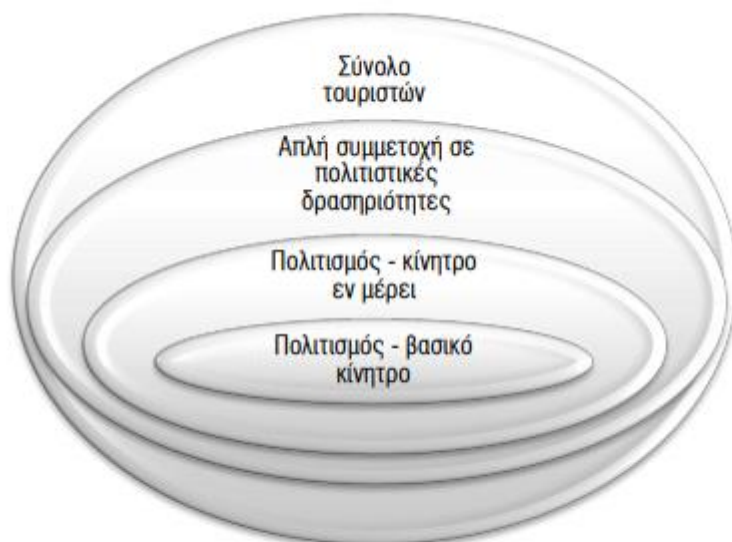 Σύνολο
τουριστών
Απλή συμμετοχή σε
πολιτιστικές
δρασηριότητες
Πολιτισμός - κίνητρο
εν μέρει
Πολιτισμός - βασικό
κίνητρο